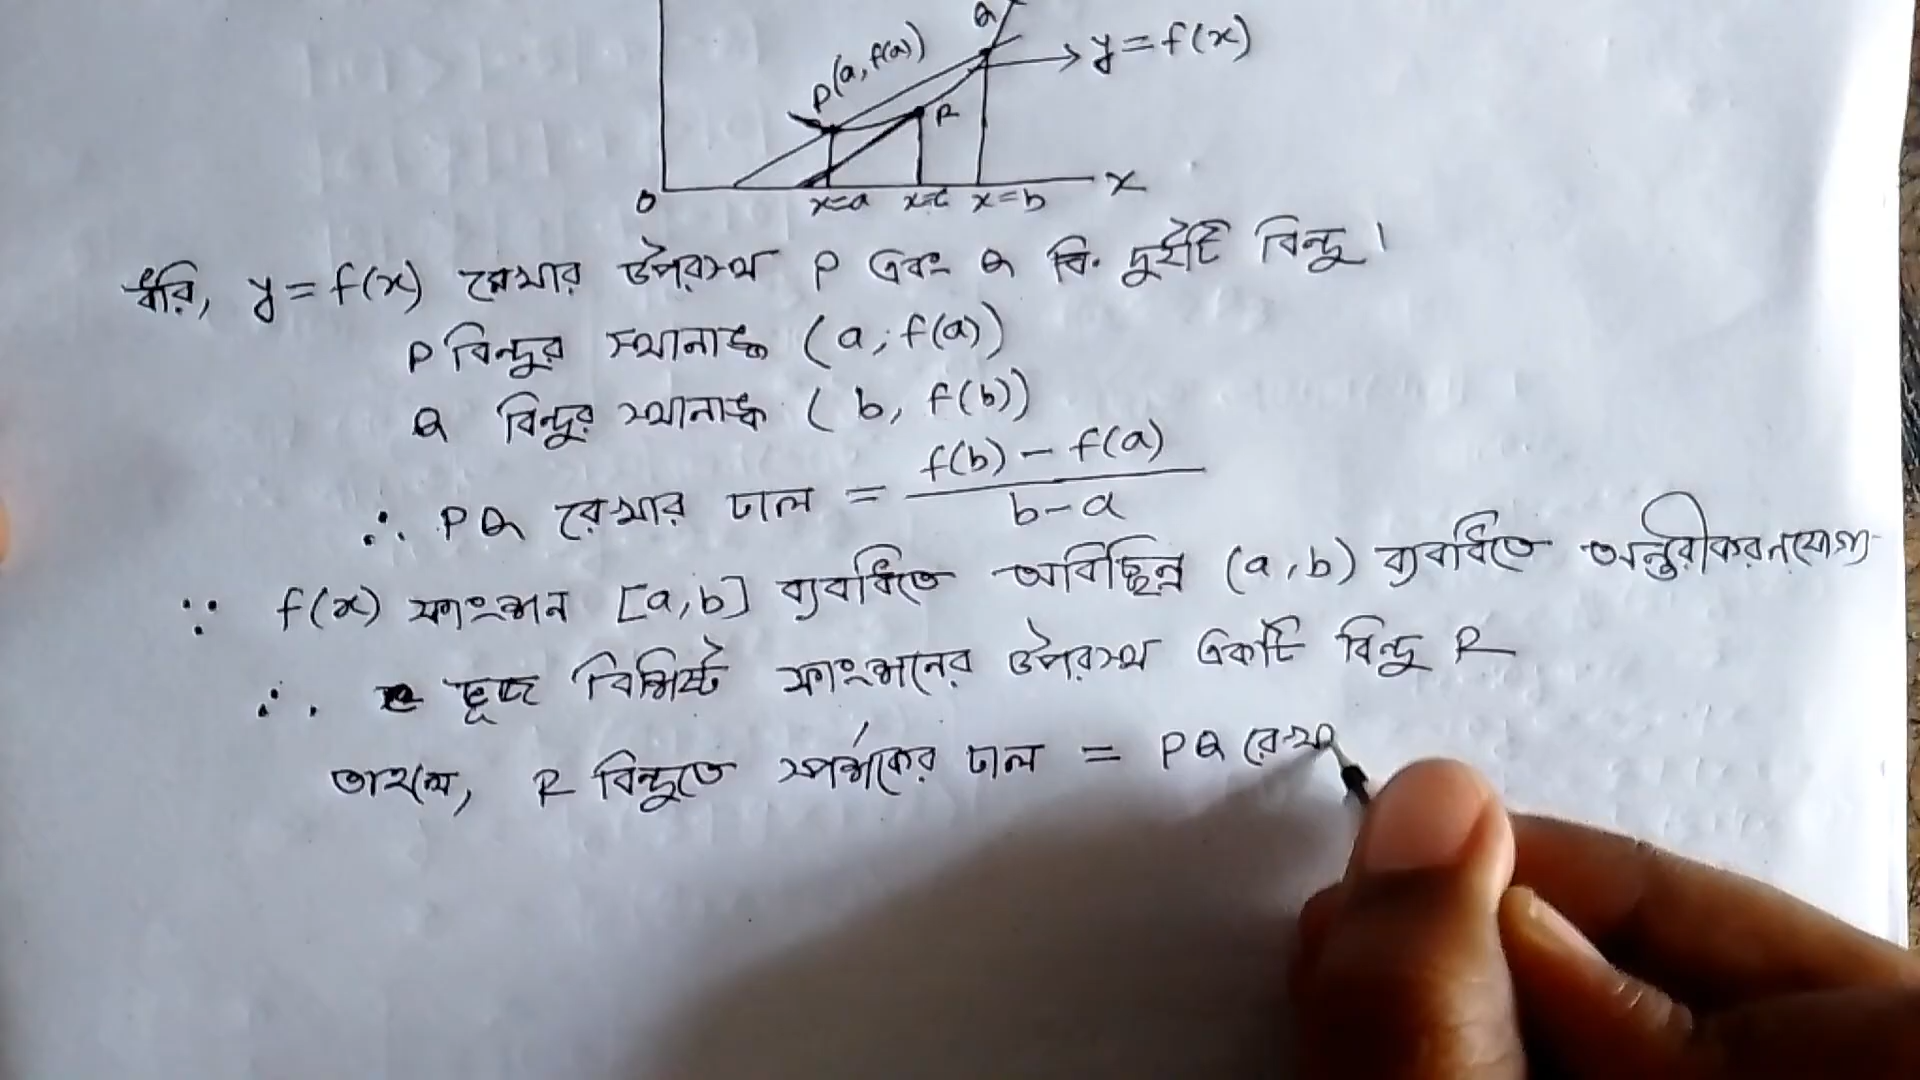 Q
P(a, f(a))
y = f(x)
R
O x=a x=c x=b x
ধরি, y = f(x) রেখার উপরস্থ P এবং Q বি. দুইটি বিন্দু।
P বিন্দুর স্থানাঙ্ক (a, f(a))
Q বিন্দুর স্থানাঙ্ক (b, f(b))
∴ PQ রেখার ঢাল = f(b) - f(a) / b - a
∵ f(x) ফাংশন [a, b] ব্যবধিতে অবিচ্ছিন্ন (a, b) ব্যবধিতে অন্তরীকরনযোগ্য
∴ c ভূজ বিশিষ্ট ফাংশনের উপরস্থ একটি বিন্দু R
তাহলে, R বিন্দুতে স্পর্শকের ঢাল = PQ রেখা